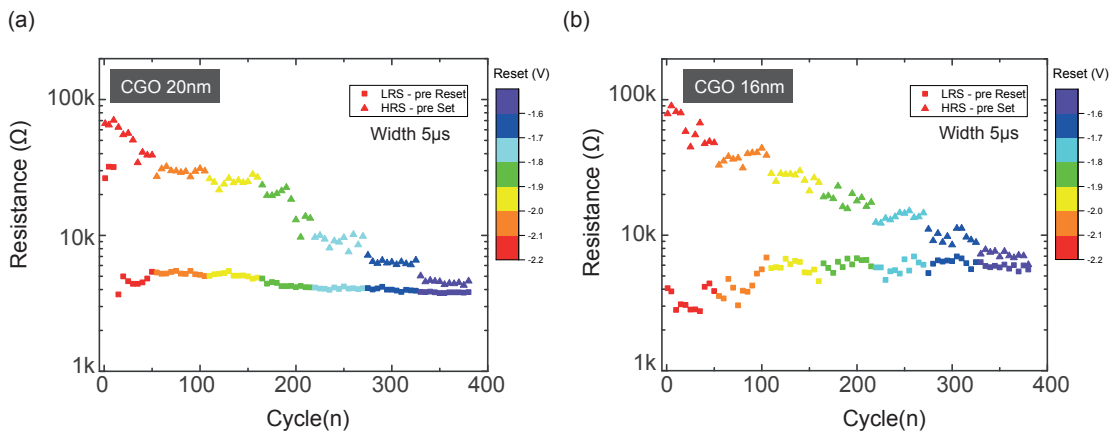 (a)
CGO 20nm
LRS - pre Reset
HRS - pre Set
Width 5μs
100k
10k
1k
Resistance (Ω)
0
100
200
300
400
Cycle(n)
Reset (V)
-1.6
-1.7
-1.8
-1.9
-2.0
-2.1
-2.2
(b)
CGO 16nm
LRS - pre Reset
HRS - pre Set
Width 5μs
100k
10k
1k
Resistance (Ω)
0
100
200
300
400
Cycle(n)
Reset (V)
-1.6
-1.7
-1.8
-1.9
-2.0
-2.1
-2.2